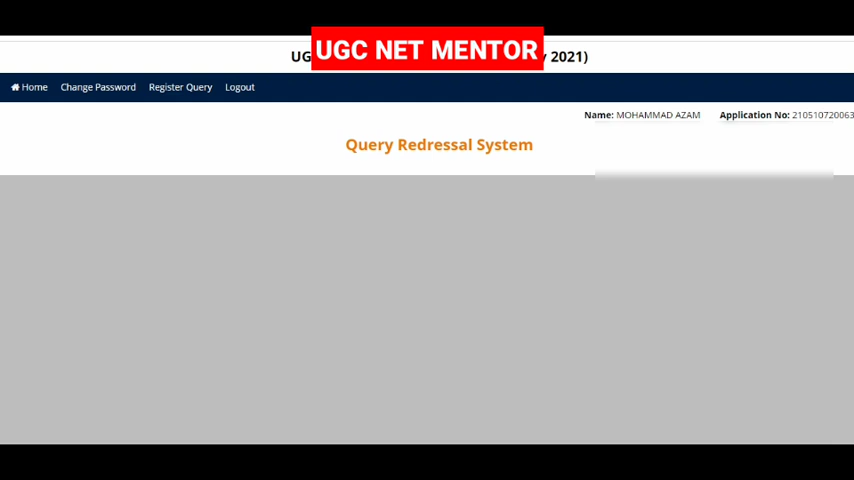 UGC NET MENTOR
UG 2021)
Home Change Password Register Query Logout
Name: MOHAMMAD AZAM Application No: 210510720063
Query Redressal System